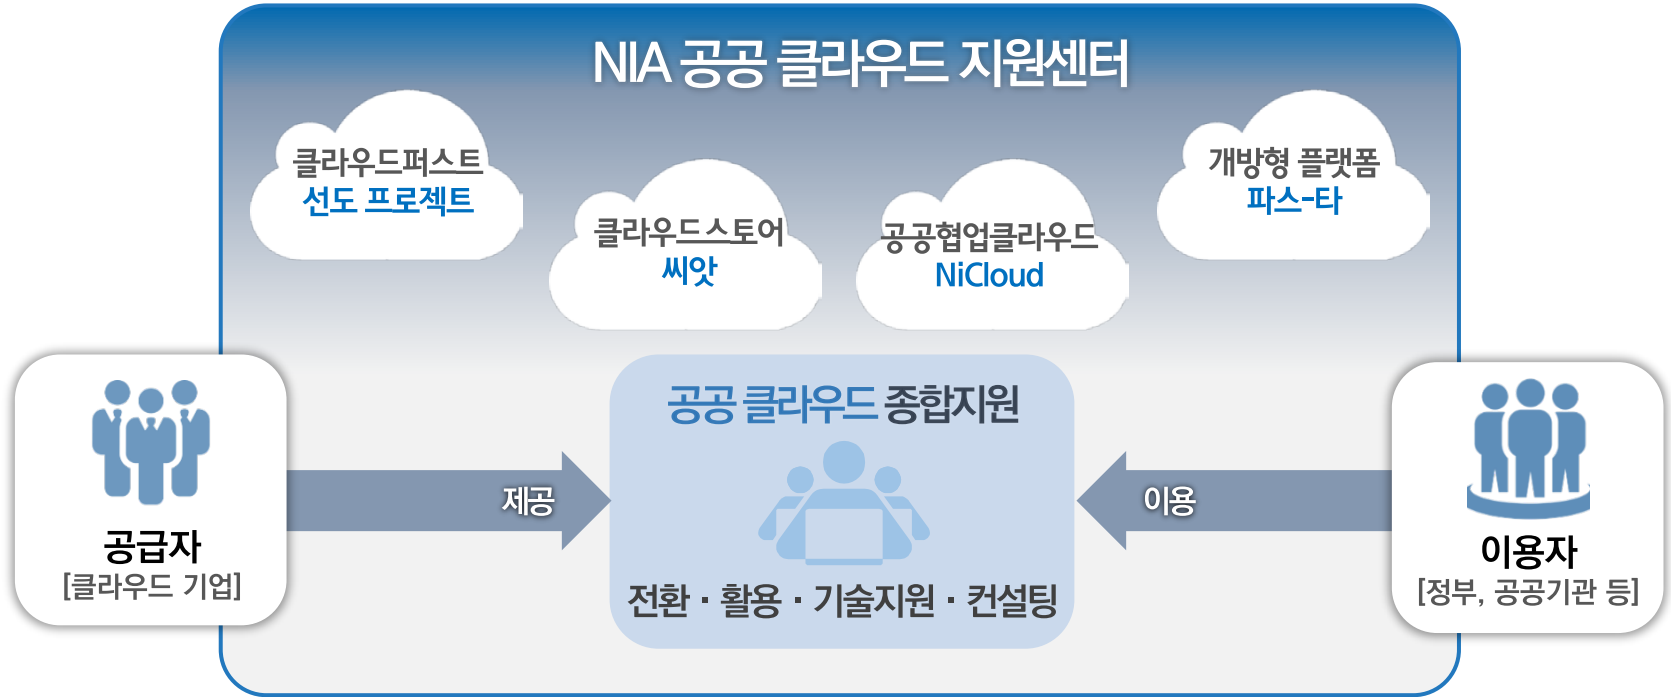 NIA 공공 클라우드 지원센터
클라우드퍼스트
선도 프로젝트
클라우드스토어
씨앗
공공협업클라우드
NiCloud
개방형 플랫폼
파스-타
공급자
[클라우드 기업]
제공
공공 클라우드 종합지원
전환 · 활용 · 기술지원 · 컨설팅
이용
이용자
[정부, 공공기관 등]